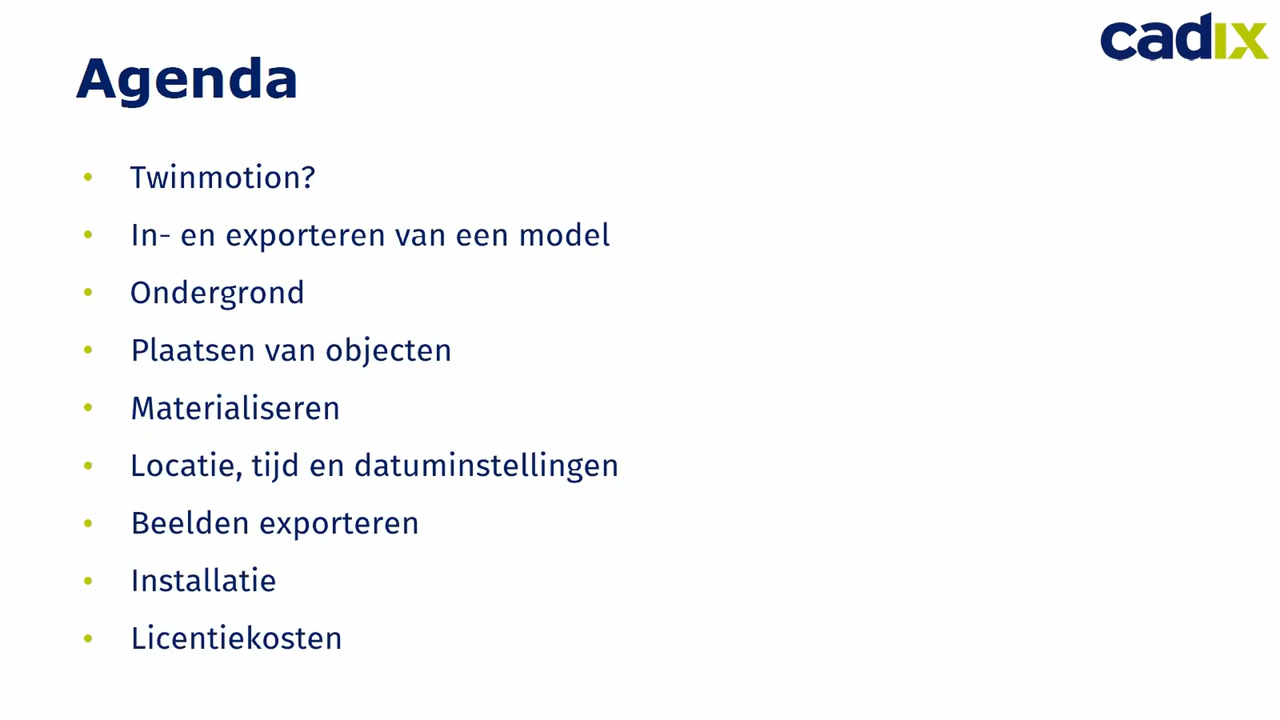 cadix
Agenda
• Twinmotion?
• In- en exporteren van een model
• Ondergrond
• Plaatsen van objecten
• Materialiseren
• Locatie, tijd en datuminstellingen
• Beelden exporteren
• Installatie
• Licentiekosten